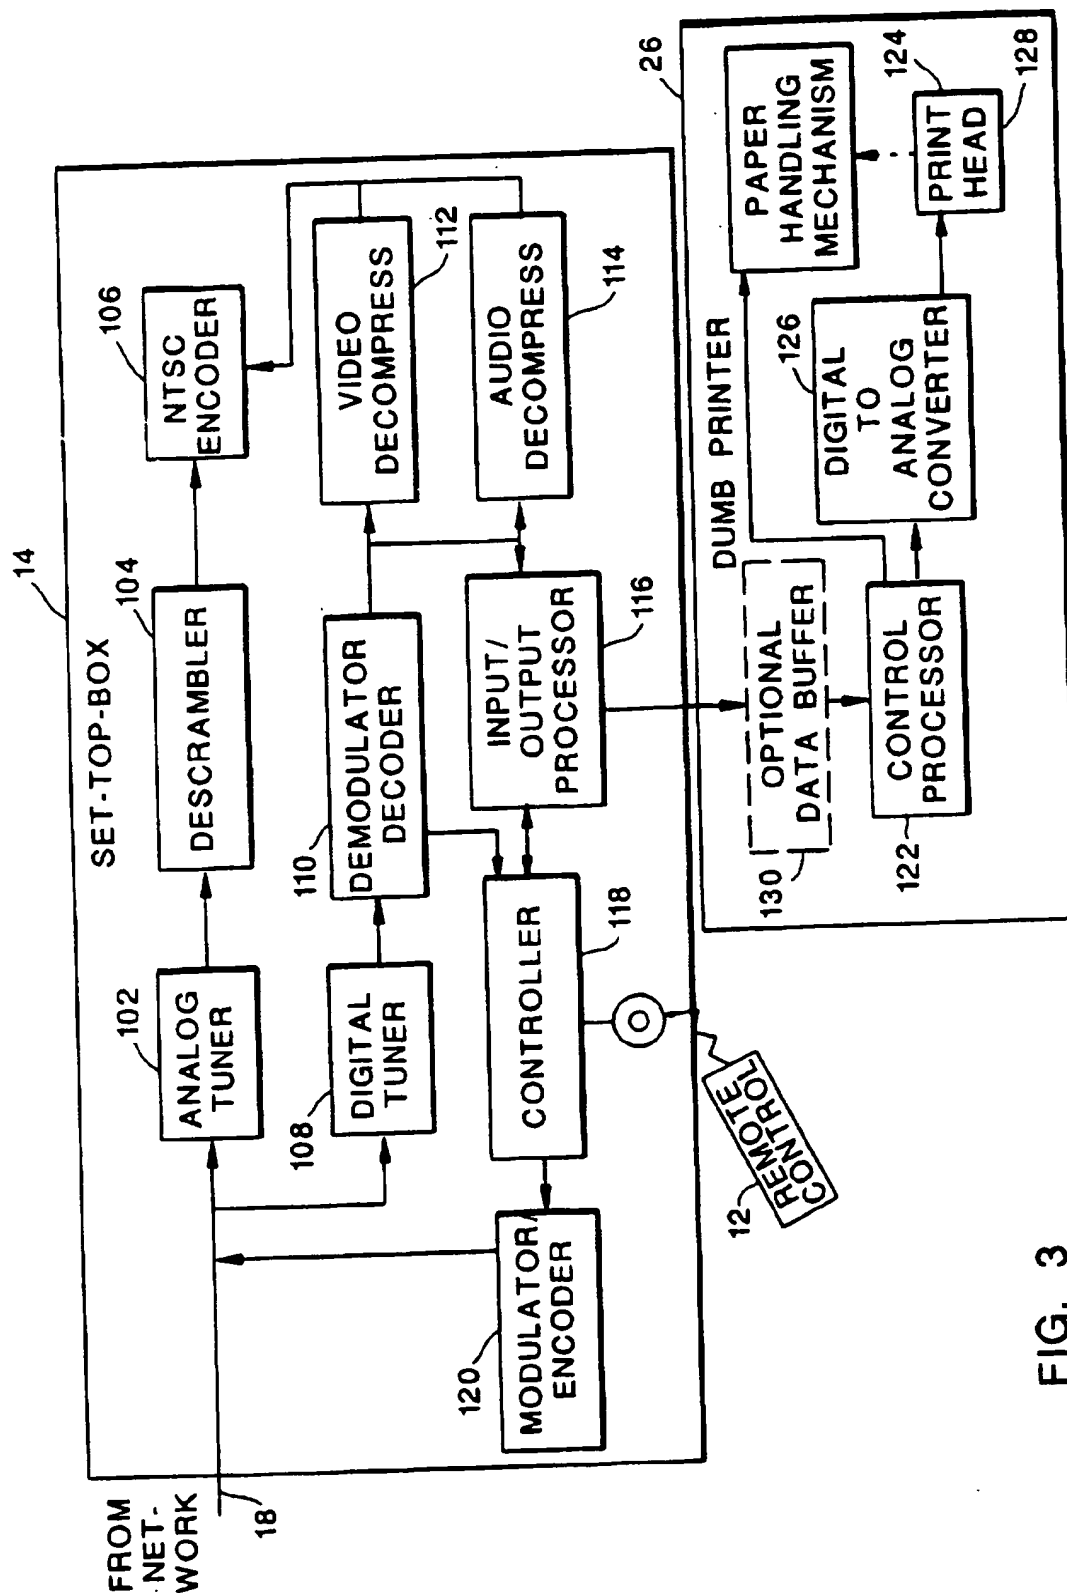 14
SET-TOP-BOX
FROM
NET-
WORK
18
102
ANALOG
TUNER
104
DESCRAMBLER
106
NTSC
ENCODER
108
DIGITAL
TUNER
110
DEMODULATOR
DECODER
VIDEO
DECOMPRESS
112
AUDIO
DECOMPRESS
114
INPUT/
OUTPUT
PROCESSOR
116
CONTROLLER
118
120
MODULATOR/
ENCODER
12
REMOTE
CONTROL
26
DUMB PRINTER
OPTIONAL
DATA BUFFER
130
CONTROL
PROCESSOR
122
126
DIGITAL
TO
ANALOG
CONVERTER
PAPER
HANDLING
MECHANISM
124
PRINT
HEAD
128
FIG. 3